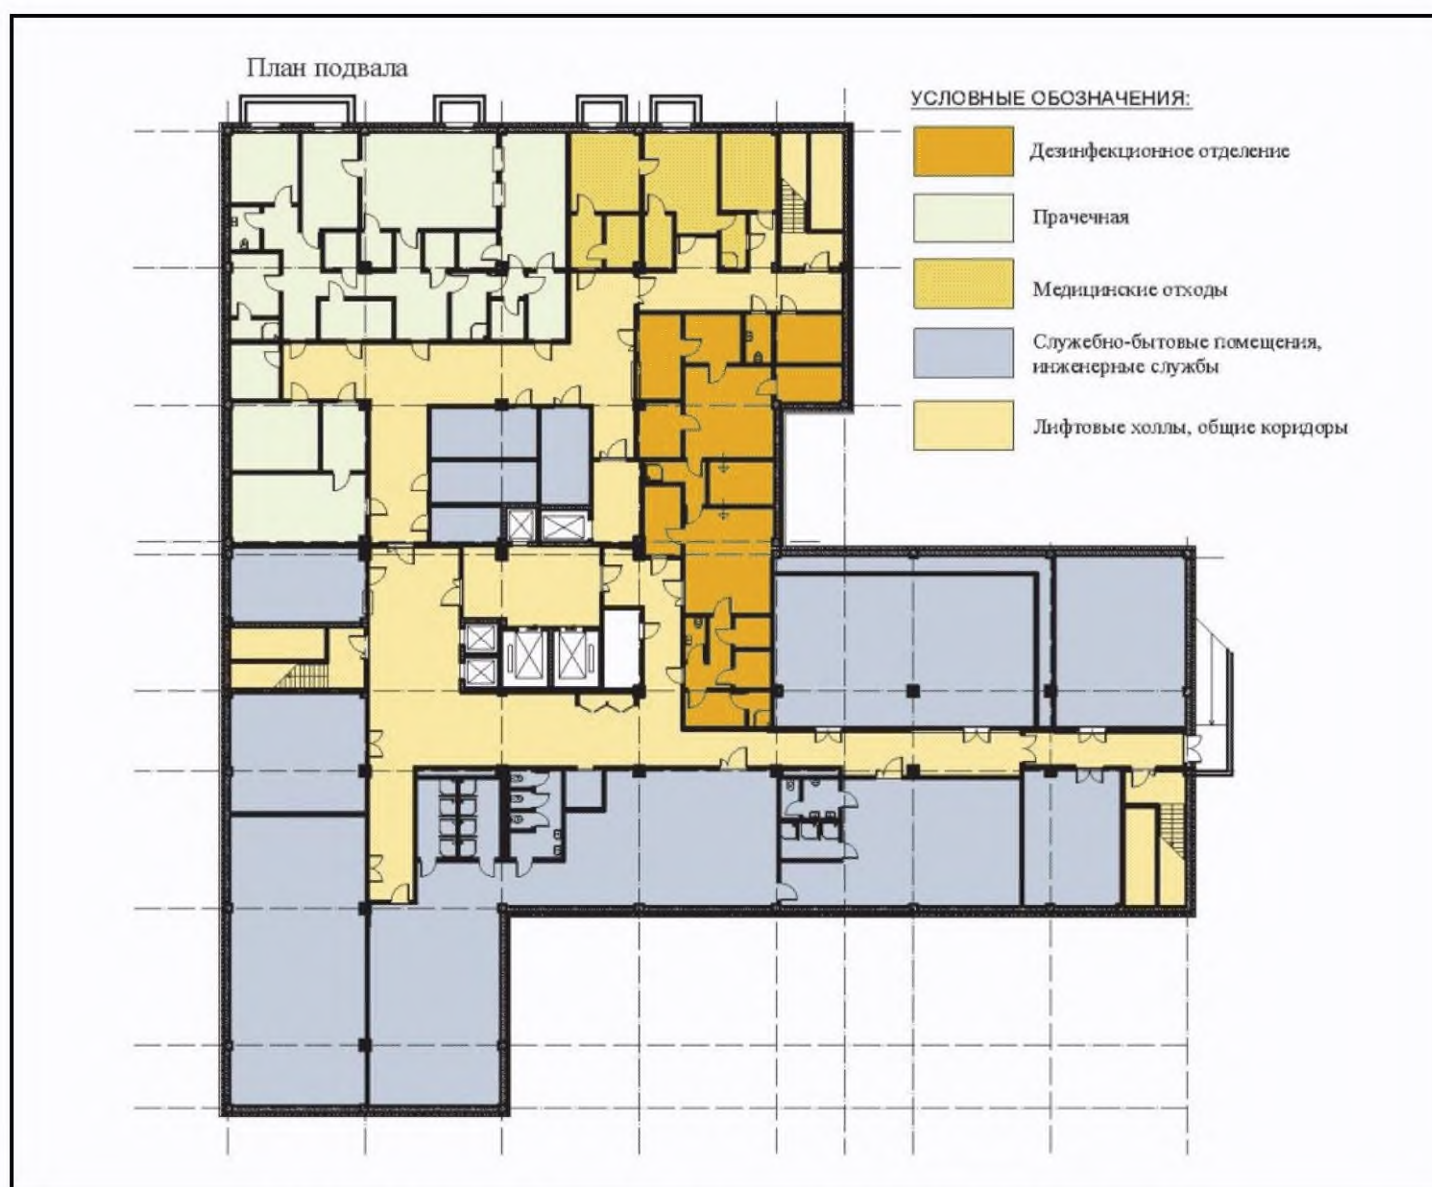 План подвала
УСЛОВНЫЕ ОБОЗНАЧЕНИЯ:
Дезинфекционное отделение
Прачечная
Медицинские отходы
Служебно-бытовые помещения,
инженерные службы
Лифтовые холлы, общие коридоры